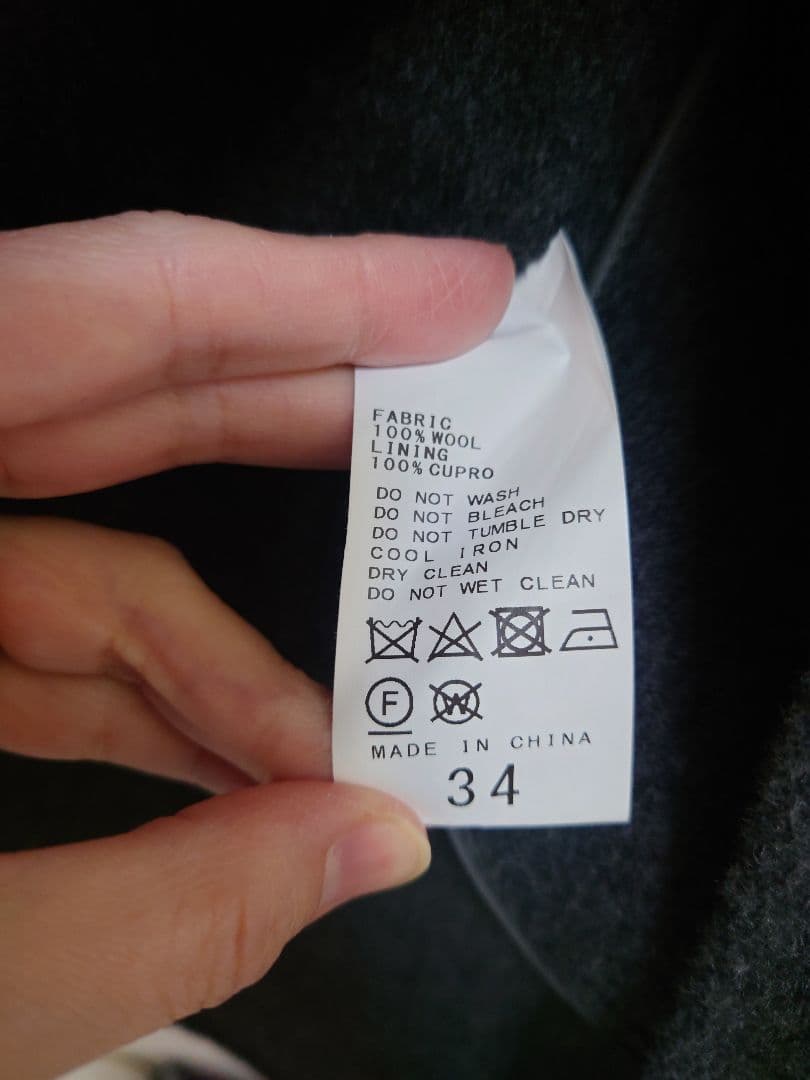 FABRIC
100% WOOL
LINING
100% CUPRO
DO NOT WASH
DO NOT BLEACH
DO NOT TUMBLE DRY
COOL IRON
DRY CLEAN
DO NOT WET CLEAN
F W
MADE IN CHINA
34